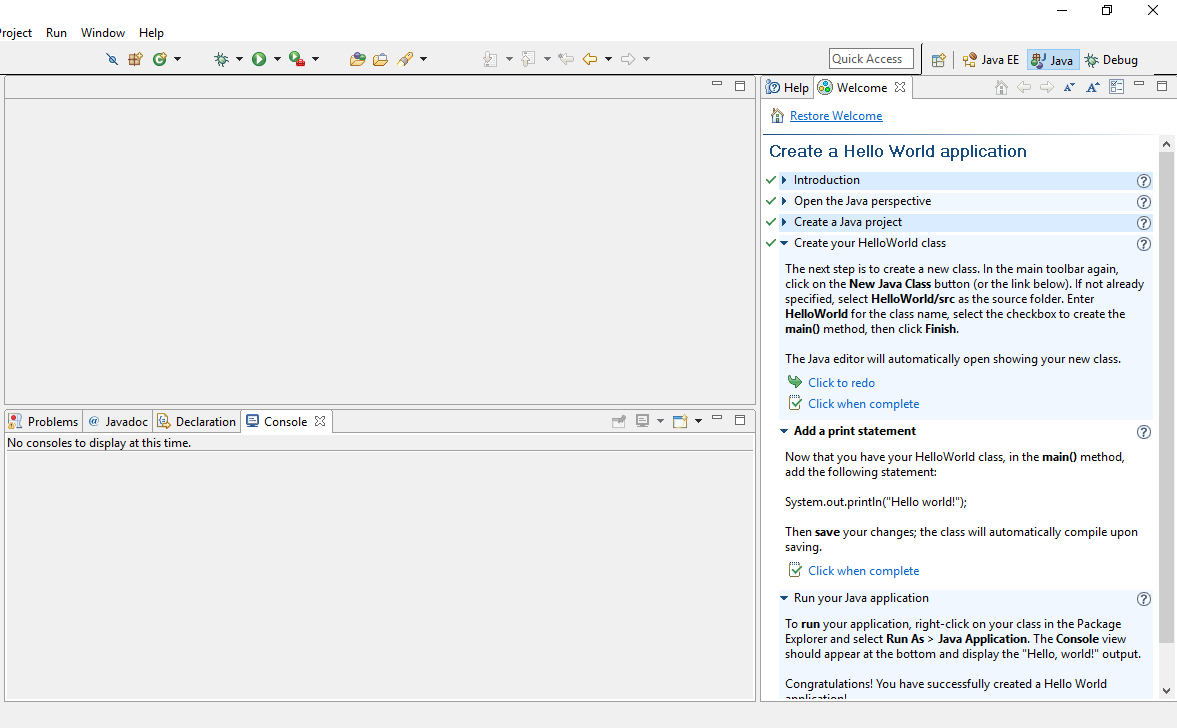 Project Run Window Help
Quick Access
Java EE
Java
Debug
Help
Welcome
Restore Welcome
Create a Hello World application
Introduction
Open the Java perspective
Create a Java project
Create your HelloWorld class
The next step is to create a new class. In the main toolbar again,
click on the New Java Class button (or the link below). If not already
specified, select HelloWorld/src as the source folder. Enter
HelloWorld for the class name, select the checkbox to create the
main() method, then click Finish.
The Java editor will automatically open showing your new class.
Click to redo
Click when complete
Add a print statement
Now that you have your HelloWorld class, in the main() method,
add the following statement:
System.out.println("Hello world!");
Then save your changes; the class will automatically compile upon
saving.
Click when complete
Run your Java application
To run your application, right-click on your class in the Package
Explorer and select Run As > Java Application. The Console view
should appear at the bottom and display the "Hello, world!" output.
Congratulations! You have successfully created a Hello World
application!
Problems
@ Javadoc
Declaration
Console
No consoles to display at this time.